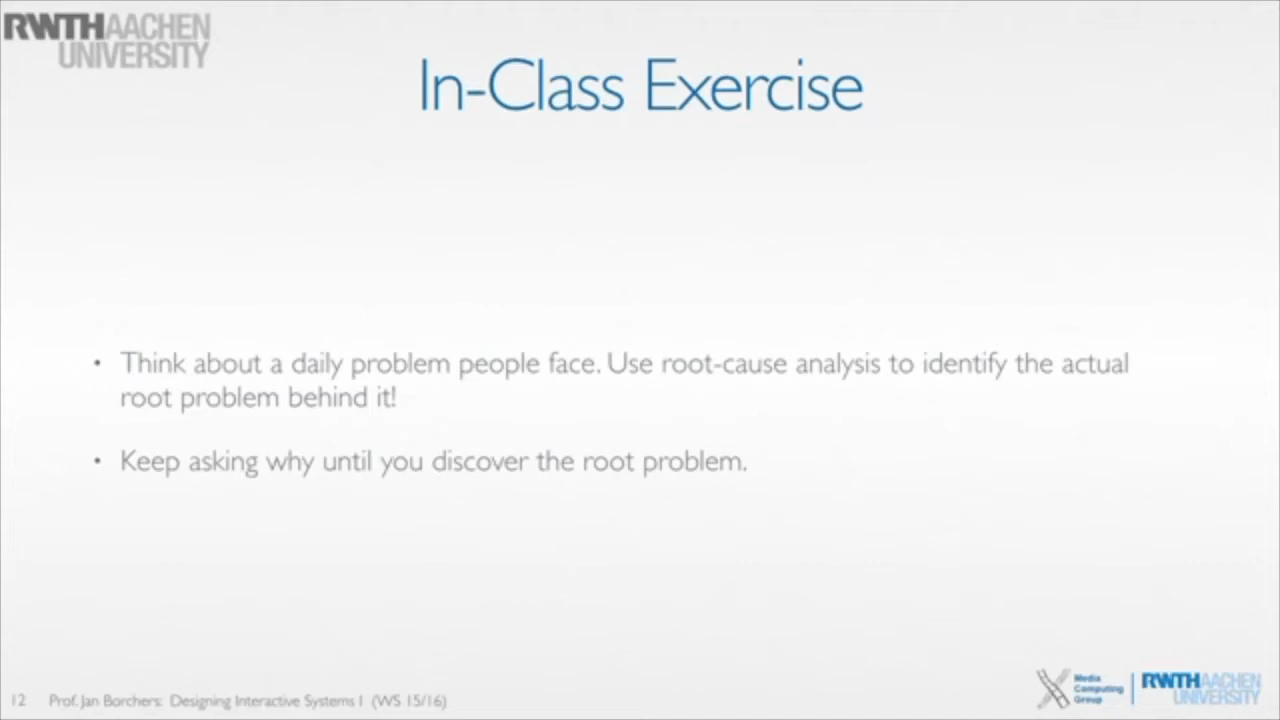 RWTHAACHEN
UNIVERSITY
In-Class Exercise
• Think about a daily problem people face. Use root-cause analysis to identify the actual
root problem behind it!
• Keep asking why until you discover the root problem.
12 Prof. Jan Borchers: Designing Interactive Systems I (WS 15/16)
Media
Computing
Group
RWTHAACHEN
UNIVERSITY